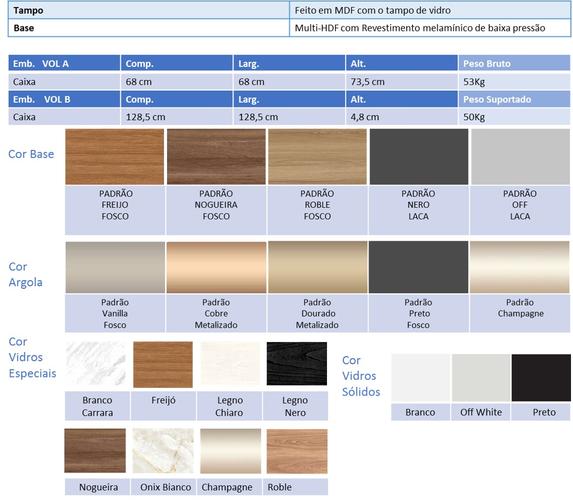 Tampo Feito em MDF com o tampo de vidro
Base Multi-HDF com Revestimento melamínico de baixa pressão
Emb. VOL A Comp. Larg. Alt. Peso Bruto
Caixa 68 cm 68 cm 73,5 cm 53Kg
Emb. VOL B Comp. Larg. Alt. Peso Suportado
Caixa 128,5 cm 128,5 cm 4,8 cm 50Kg
Cor Base
PADRÃO
FREIJO
FOSCO
PADRÃO
NOGUEIRA
FOSCO
PADRÃO
ROBLE
FOSCO
PADRÃO
NERO
LACA
PADRÃO
OFF
LACA
Cor
Argola
Padrão
Vanilla
Fosco
Padrão
Cobre
Metalizado
Padrão
Dourado
Metalizado
Padrão
Preto
Fosco
Padrão
Champagne
Cor
Vidros
Especiais
Branco
Carrara
Freijó
Legno
Chiaro
Legno
Nero
Cor
Vidros
Sólidos
Branco Off White Preto
Nogueira Onix Bianco Champagne Roble